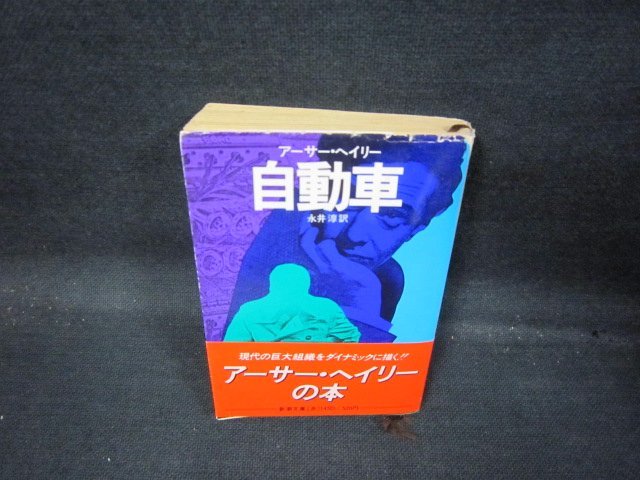 アーサー・ヘイリー
自動車
永井淳訳
現代の巨大組織をダイナミックに描く!!
アーサー・ヘイリー
の本